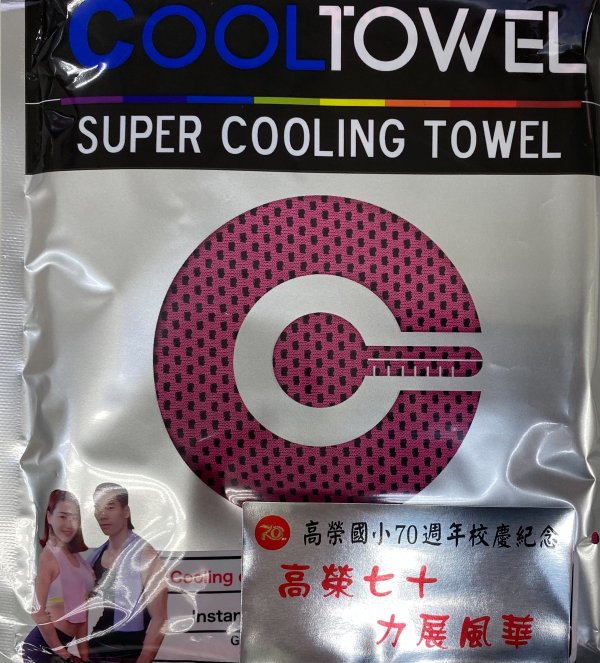 COOLTOWEL
SUPER COOLING TOWEL
70 高榮國小70週年校慶紀念
高榮七十
力展風華
Cooling
Instan